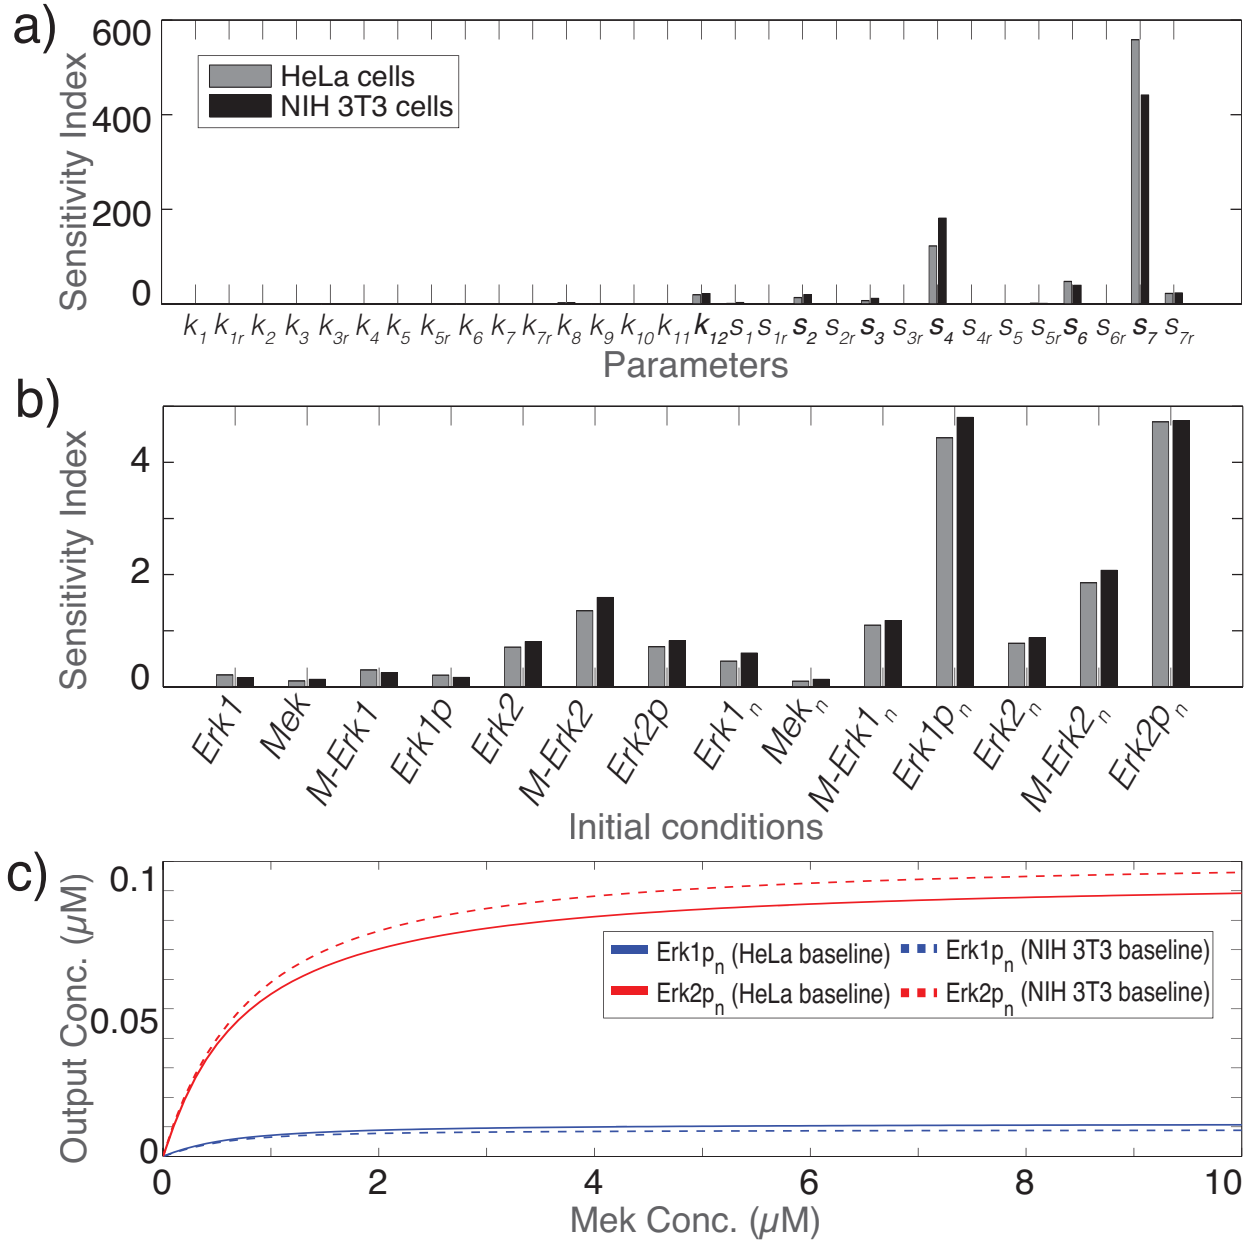 a)
Sensitivity Index
600
400
200
0
HeLa cells
NIH 3T3 cells
k1 k1r k2 k3 k3r k4 k5 k5r k6 k7 k7r k8 k9 k10 k11 k12 s1 s1r s2 s2r s3 s3r s4 s4r s5 s5r s6 s6r s7 s7r
Parameters
b)
Sensitivity Index
4
2
0
Erk1 Mek M-Erk1 Erk1p Erk2 M-Erk2 Erk2p Erk1n Mekn M-Erk1n Erk1pn Erk2n M-Erk2n Erk2pn
Initial conditions
c)
Output Conc. (µM)
0.1
0.05
0
Erk1pn (HeLa baseline) Erk1pn (NIH 3T3 baseline)
Erk2pn (HeLa baseline) Erk2pn (NIH 3T3 baseline)
0 2 4 6 8 10
Mek Conc. (µM)